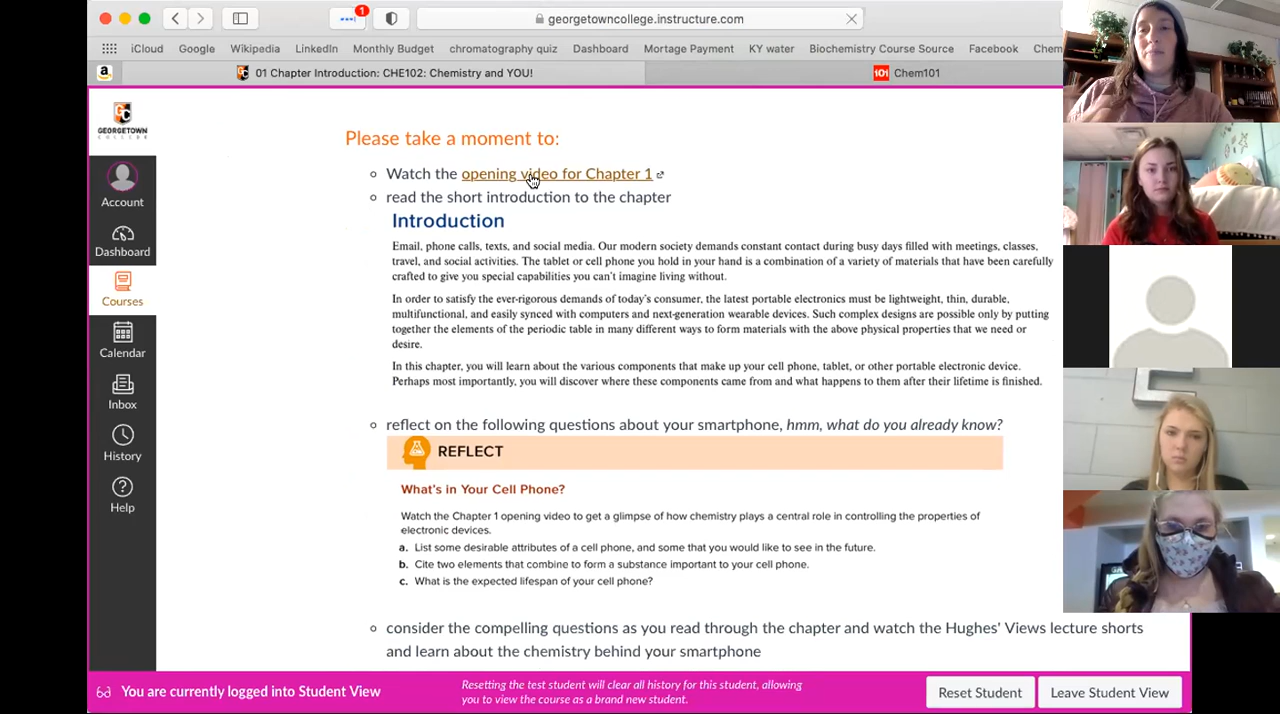 1
georgetowncollege.instructure.com
iCloud Google Wikipedia LinkedIn Monthly Budget chromatography quiz Dashboard Mortage Payment KY water Biochemistry Course Source Facebook Chem
01 Chapter Introduction: CHE102: Chemistry and YOU!
101 Chem101
GEORGETOWN
COLLEGE
Account
Dashboard
Courses
Calendar
Inbox
History
Help
Please take a moment to:
Watch the opening video for Chapter 1
read the short introduction to the chapter
Introduction
Email, phone calls, texts, and social media. Our modern society demands constant contact during busy days filled with meetings, classes,
travel, and social activities. The tablet or cell phone you hold in your hand is a combination of a variety of materials that have been carefully
crafted to give you special capabilities you can't imagine living without.
In order to satisfy the ever-rigorous demands of today's consumer, the latest portable electronics must be lightweight, thin, durable,
multifunctional, and easily synced with computers and next-generation wearable devices. Such complex designs are possible only by putting
together the elements of the periodic table in many different ways to form materials with the above physical properties that we need or
desire.
In this chapter, you will learn about the various components that make up your cell phone, tablet, or other portable electronic device.
Perhaps most importantly, you will discover where these components came from and what happens to them after their lifetime is finished.
reflect on the following questions about your smartphone, hmm, what do you already know?
REFLECT
What's in Your Cell Phone?
Watch the Chapter 1 opening video to get a glimpse of how chemistry plays a central role in controlling the properties of
electronic devices.
a. List some desirable attributes of a cell phone, and some that you would like to see in the future.
b. Cite two elements that combine to form a substance important to your cell phone.
c. What is the expected lifespan of your cell phone?
consider the compelling questions as you read through the chapter and watch the Hughes' Views lecture shorts
and learn about the chemistry behind your smartphone
You are currently logged into Student View
Resetting the test student will clear all history for this student, allowing
you to view the course as a brand new student.
Reset Student
Leave Student View